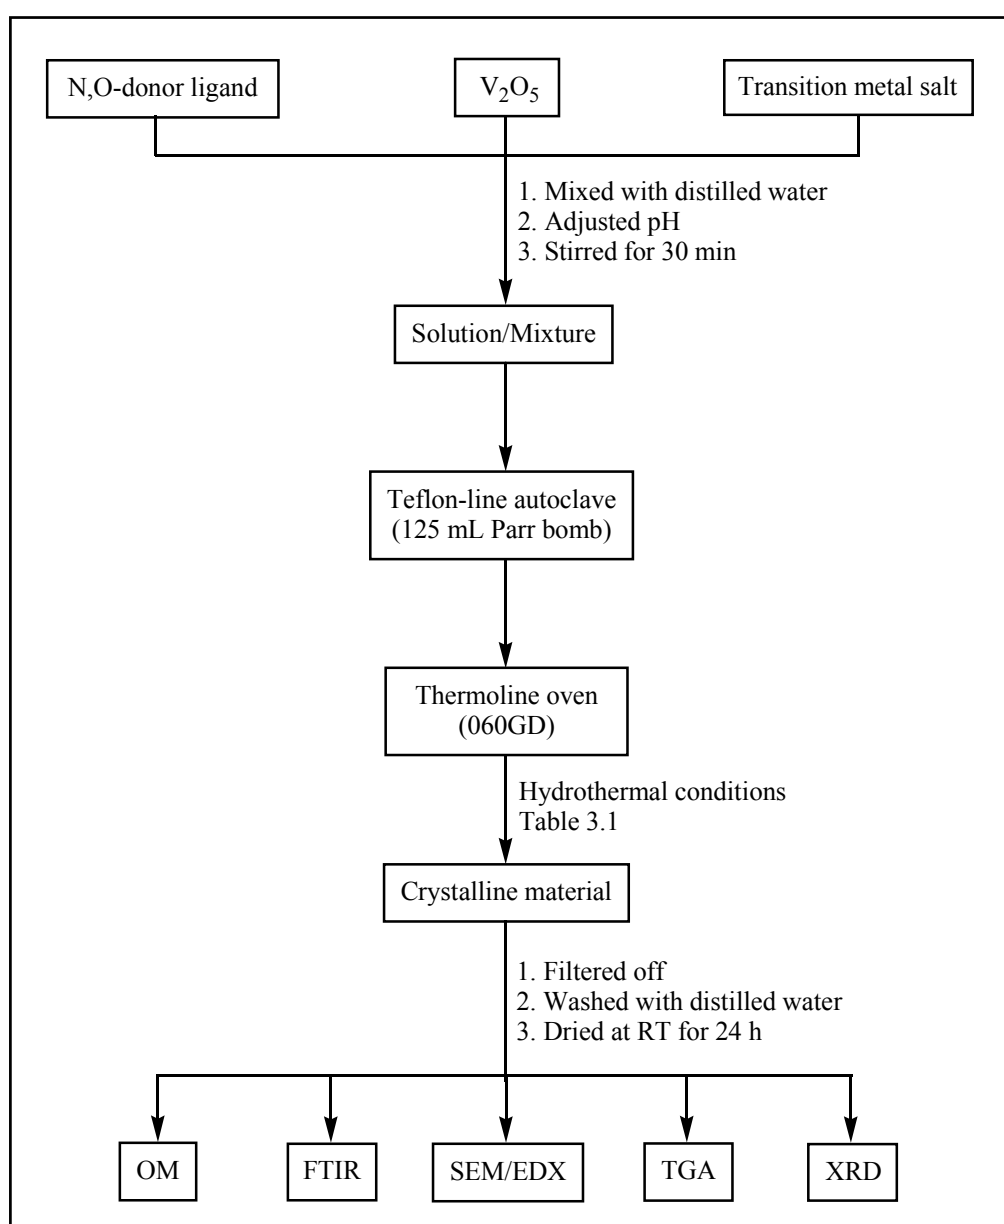 N,O-donor ligand
V₂O₅
Transition metal salt
1. Mixed with distilled water
2. Adjusted pH
3. Stirred for 30 min
Solution/Mixture
Teflon-line autoclave
(125 mL Parr bomb)
Thermoline oven
(060GD)
Hydrothermal conditions
Table 3.1
Crystalline material
1. Filtered off
2. Washed with distilled water
3. Dried at RT for 24 h
OM
FTIR
SEM/EDX
TGA
XRD